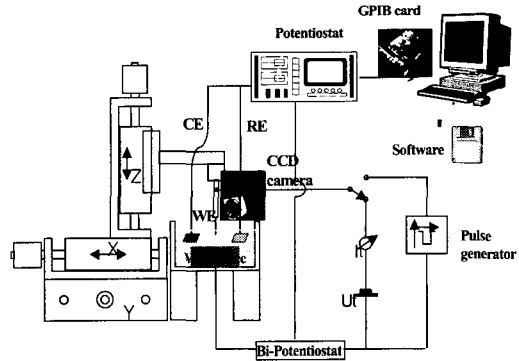 GPIB card
Potentiostat
CE
RE
Software
CCD
camera
Z
WE
X
Y
It
Ut
Pulse
generator
Bi-Potentiostat